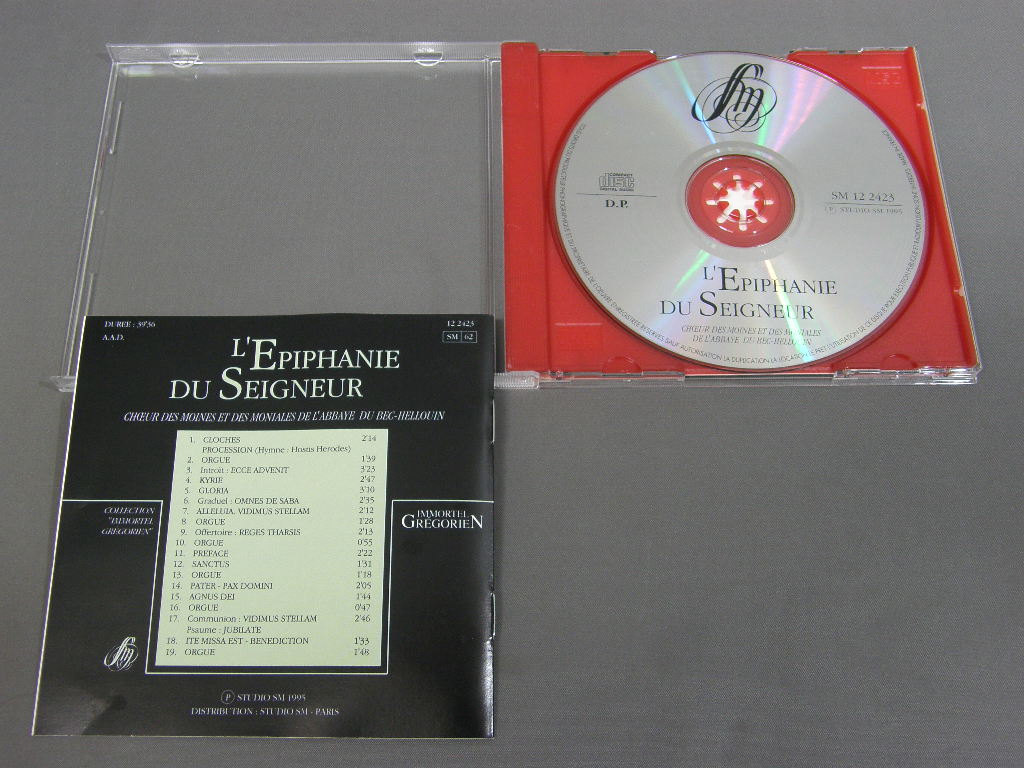 Sm
COMPACT
disc
DIGITAL AUDIO
D.P.
SM 12 2423
Ⓟ STUDIO SM 1995
L'EPIPHANIE
DU SEIGNEUR
CHŒUR DES MOINES ET DES MONIALES
DE L'ABBAYE DU BEC-HELLOUIN
DUREE : 39'56
A.A.D.
12 2423
SM 62
L'EPIPHANIE
DU SEIGNEUR
CHŒUR DES MOINES ET DES MONIALES DE L'ABBAYE DU BEC-HELLOUIN
1. CLOCHES 2'14
PROCESSION (Hymne : Hostis Herodes)
2. ORGUE 1'39
3. Introït : ECCE ADVENIT 3'23
4. KYRIE 2'47
5. GLORIA 3'10
6. Graduel : OMNES DE SABA 2'35
7. ALLELUIA, VIDIMUS STELLAM 2'12
8. ORGUE 1'28
9. Offertoire : REGES THARSIS 2'13
10. ORGUE 0'55
11. PREFACE 2'22
12. SANCTUS 1'31
13. ORGUE 1'18
14. PATER - PAX DOMINI 2'05
15. AGNUS DEI 1'44
16. ORGUE 0'47
17. Communion : VIDIMUS STELLAM 2'46
Psaume : JUBILATE
18. ITE MISSA EST - BENEDICTION 1'33
19. ORGUE 1'48
COLLECTION
"IMMORTEL
GREGORIEN"
IMMORTEL
GREGORIEN
Sm
Ⓟ STUDIO SM 1995
DISTRIBUTION : STUDIO SM - PARIS